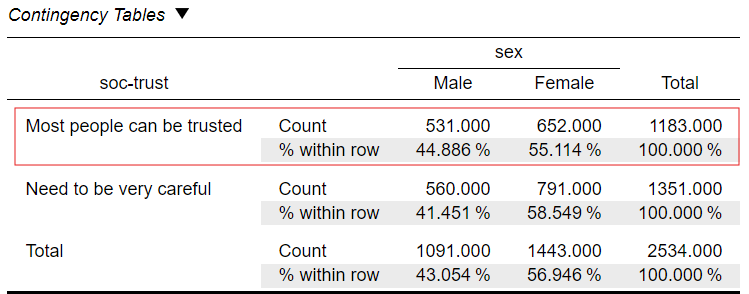 Contingency Tables ▼
sex
soc-trust Male Female Total
Most people can be trusted Count 531.000 652.000 1183.000
% within row 44.886 % 55.114 % 100.000 %
Need to be very careful Count 560.000 791.000 1351.000
% within row 41.451 % 58.549 % 100.000 %
Total Count 1091.000 1443.000 2534.000
% within row 43.054 % 56.946 % 100.000 %